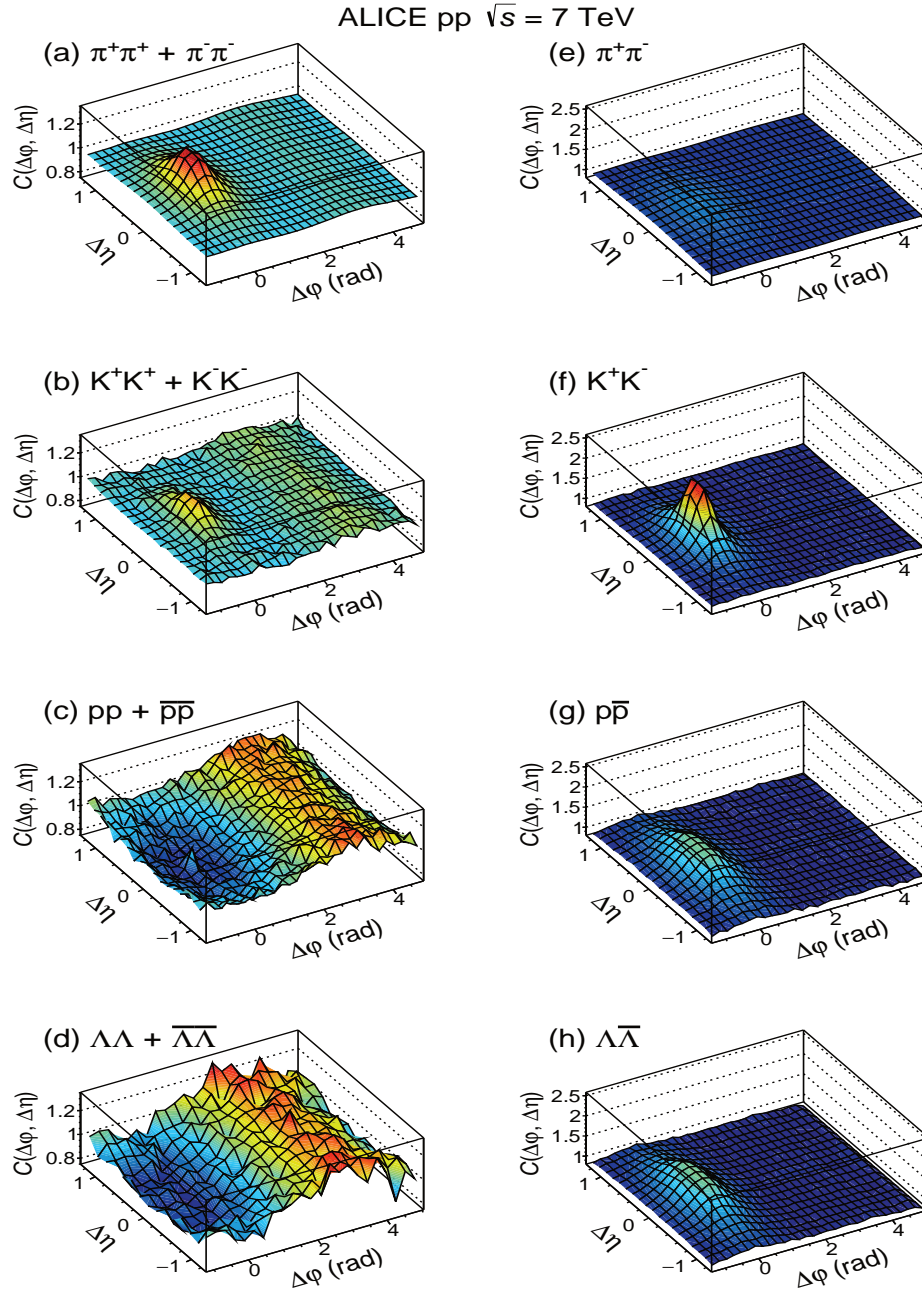 ALICE pp √s = 7 TeV
(a) π⁺π⁺ + π⁻π⁻
C(Δφ, Δη)
1.2
1
0.8
1
0
−1
Δη
0
2
4
Δφ (rad)
(e) π⁺π⁻
C(Δφ, Δη)
2.5
2
1.5
1
1
0
−1
Δη
0
2
4
Δφ (rad)
(b) K⁺K⁺ + K⁻K⁻
C(Δφ, Δη)
1.2
1
0.8
1
0
−1
Δη
0
2
4
Δφ (rad)
(f) K⁺K⁻
C(Δφ, Δη)
2.5
2
1.5
1
1
0
−1
Δη
0
2
4
Δφ (rad)
(c) pp + p̅p̅
C(Δφ, Δη)
1.2
1
0.8
1
0
−1
Δη
0
2
4
Δφ (rad)
(g) pp̅
C(Δφ, Δη)
2.5
2
1.5
1
1
0
−1
Δη
0
2
4
Δφ (rad)
(d) ΛΛ + Λ̅Λ̅
C(Δφ, Δη)
1.2
1
0.8
1
0
−1
Δη
0
2
4
Δφ (rad)
(h) ΛΛ̅
C(Δφ, Δη)
2.5
2
1.5
1
1
0
−1
Δη
0
2
4
Δφ (rad)